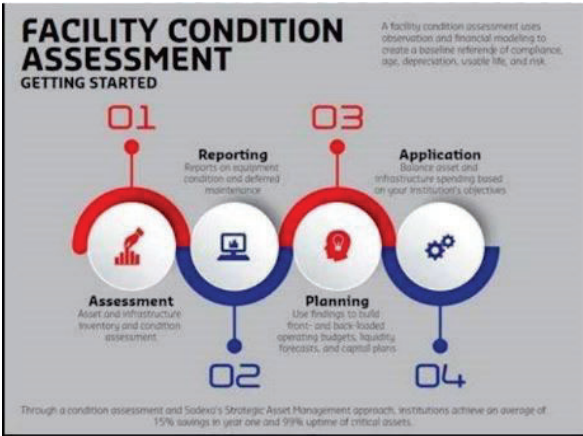 FACILITY CONDITION
ASSESSMENT
GETTING STARTED
A facility condition assessment uses
observation and financial modeling to
create a baseline reference of compliance,
age, depreciation, usable life, and risk.
01
03
Reporting
Reports on equipment
condition and deferred
maintenance
Application
Balance asset and
infrastructure spending based
on your institution's objectives
Assessment
Asset and infrastructure
inventory and condition
assessment
Planning
Use findings to build
front- and back-loaded
operating budgets, liquidity
forecasts, and capital plans
02
04
Through a condition assessment and Sodexo's Strategic Asset Management approach, institutions achieve an average of
15% savings in year one and 99% uptime of critical assets.